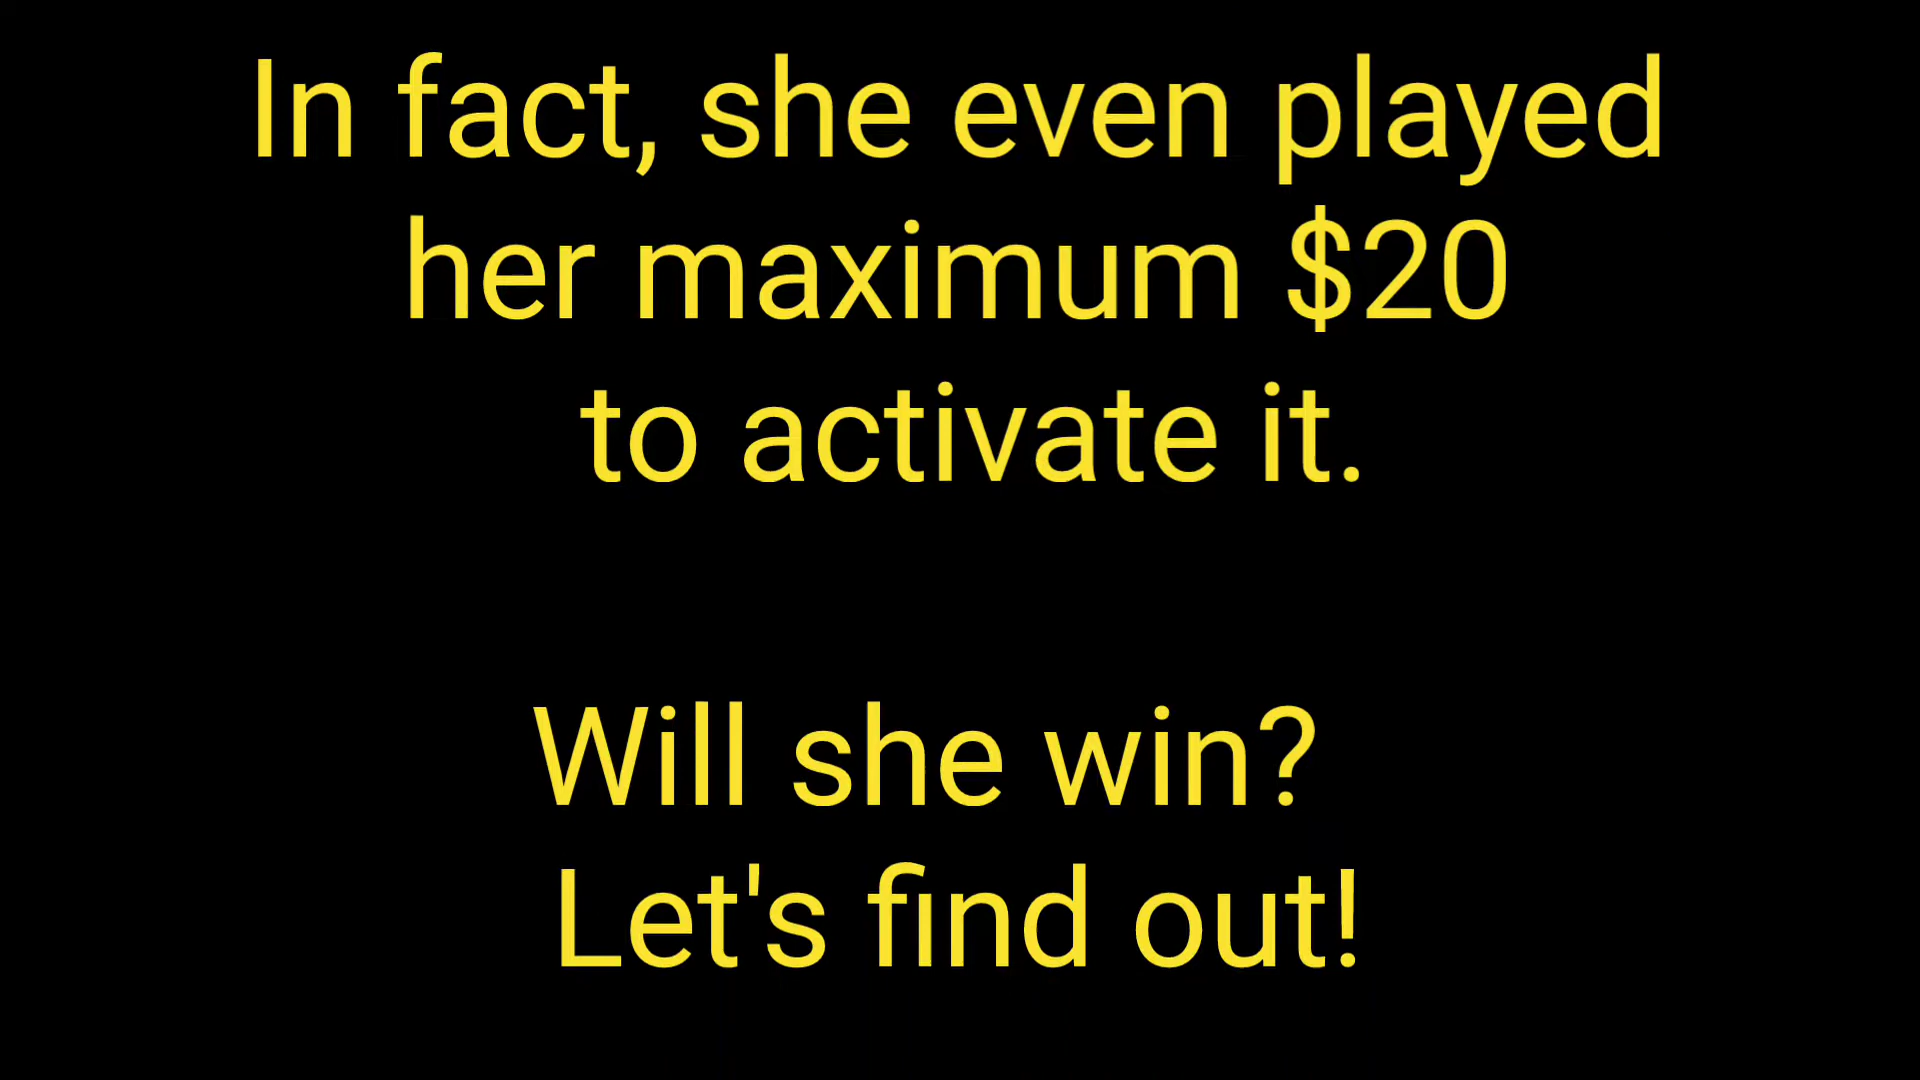 In fact, she even played
her maximum $20
to activate it.
Will she win?
Let's find out!